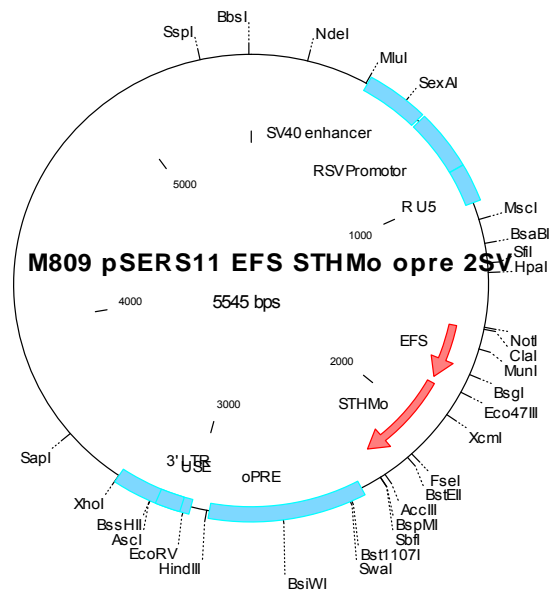 BbsI
SspI
NdeI
MluI
SexAI
SV40 enhancer
RSVPromotor
5000
R U5
1000
MscI
BsaBI
SfiI
HpaI
M809 pSERS11 EFS STHMo opre 2SV
4000
5545 bps
EFS
NotI
ClaI
MunI
2000
BsgI
STHMo
Eco47III
3000
XcmI
SapI
3' LTR
USE
oPRE
FseI
BstEII
XhoI
AccIII
BssHII
BspMI
AscI
SbfI
EcoRV
Bst1107I
HindIII
SwaI
BsiWI